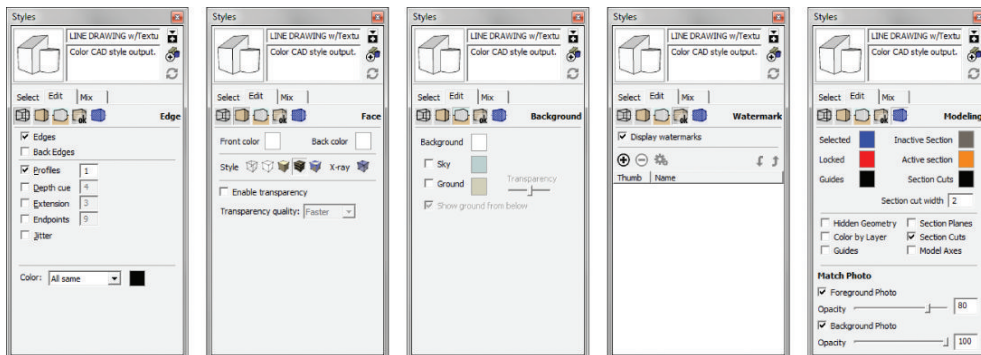 Styles
LINE DRAWING w/Textu
Color CAD style output.
Select Edit Mix
Edge
Edges
Back Edges
Profiles 1
Depth cue 4
Extension 3
Endpoints 9
Jitter
Color: All same
Styles
LINE DRAWING w/Textu
Color CAD style output.
Select Edit Mix
ok
Face
Front color Back color
Style X-ray
Enable transparency
Transparency quality: Faster
Styles
LINE DRAWING w/Textu
Color CAD style output.
Select Edit Mix
ok
Background
Background
Sky
Ground Transparency
Show ground from below
Styles
LINE DRAWING w/Textu
Color CAD style output.
Select Edit Mix
ok
Watermark
Display watermarks
Thumb Name
Styles
LINE DRAWING w/Textu
Color CAD style output.
Select Edit Mix
ok
Modeling
Selected Inactive Section
Locked Active section
Guides Section Cuts
Section cut width 2
Hidden Geometry Section Planes
Color by Layer Section Cuts
Guides Model Axes
Match Photo
Foreground Photo
Opacity 80
Background Photo
Opacity 100